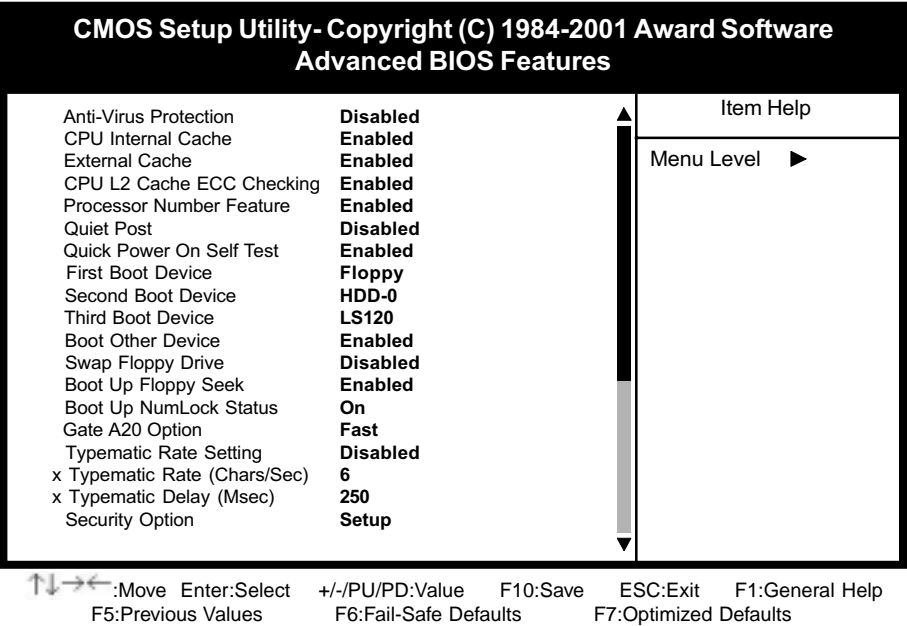 CMOS Setup Utility- Copyright (C) 1984-2001 Award Software
Advanced BIOS Features
Anti-Virus Protection Disabled
CPU Internal Cache Enabled
External Cache Enabled
CPU L2 Cache ECC Checking Enabled
Processor Number Feature Enabled
Quiet Post Disabled
Quick Power On Self Test Enabled
First Boot Device Floppy
Second Boot Device HDD-0
Third Boot Device LS120
Boot Other Device Enabled
Swap Floppy Drive Disabled
Boot Up Floppy Seek Enabled
Boot Up NumLock Status On
Gate A20 Option Fast
Typematic Rate Setting Disabled
x Typematic Rate (Chars/Sec) 6
x Typematic Delay (Msec) 250
Security Option Setup
Item Help
Menu Level ▶
↑↓→←:Move Enter:Select +/-/PU/PD:Value F10:Save ESC:Exit F1:General Help
F5:Previous Values F6:Fail-Safe Defaults F7:Optimized Defaults